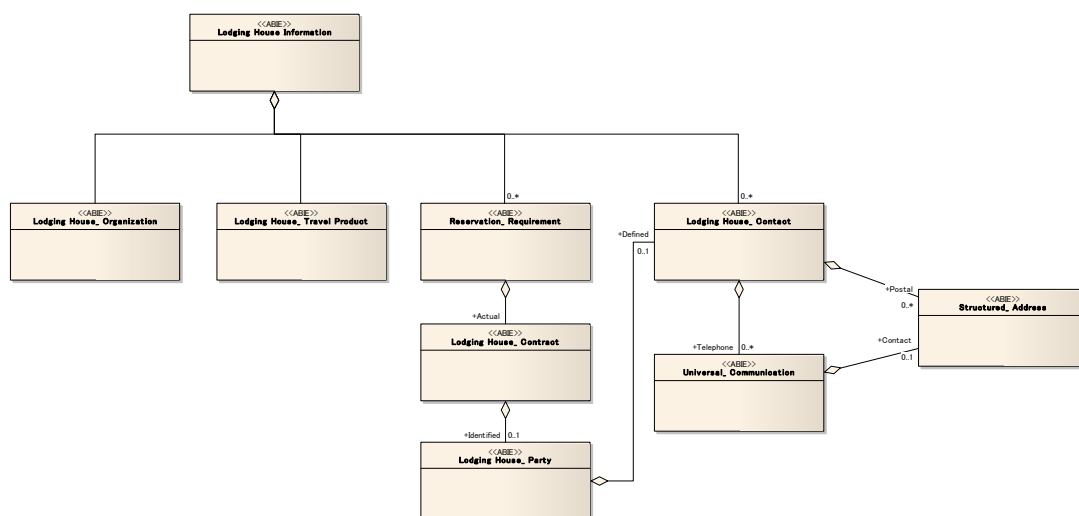 <<ABIE>>
Lodging House Information
<<ABIE>>
Lodging House_ Organization
<<ABIE>>
Lodging House_ Travel Product
0..*
<<ABIE>>
Reservation_ Requirement
0..*
<<ABIE>>
Lodging House_ Contact
+Defined
0..1
+Postal
0..*
<<ABIE>>
Structured_ Address
+Actual
<<ABIE>>
Lodging House_ Contract
+Telephone 0..*
<<ABIE>>
Universal_ Communication
+Contact
0..1
+Identified 0..1
<<ABIE>>
Lodging House_ Party